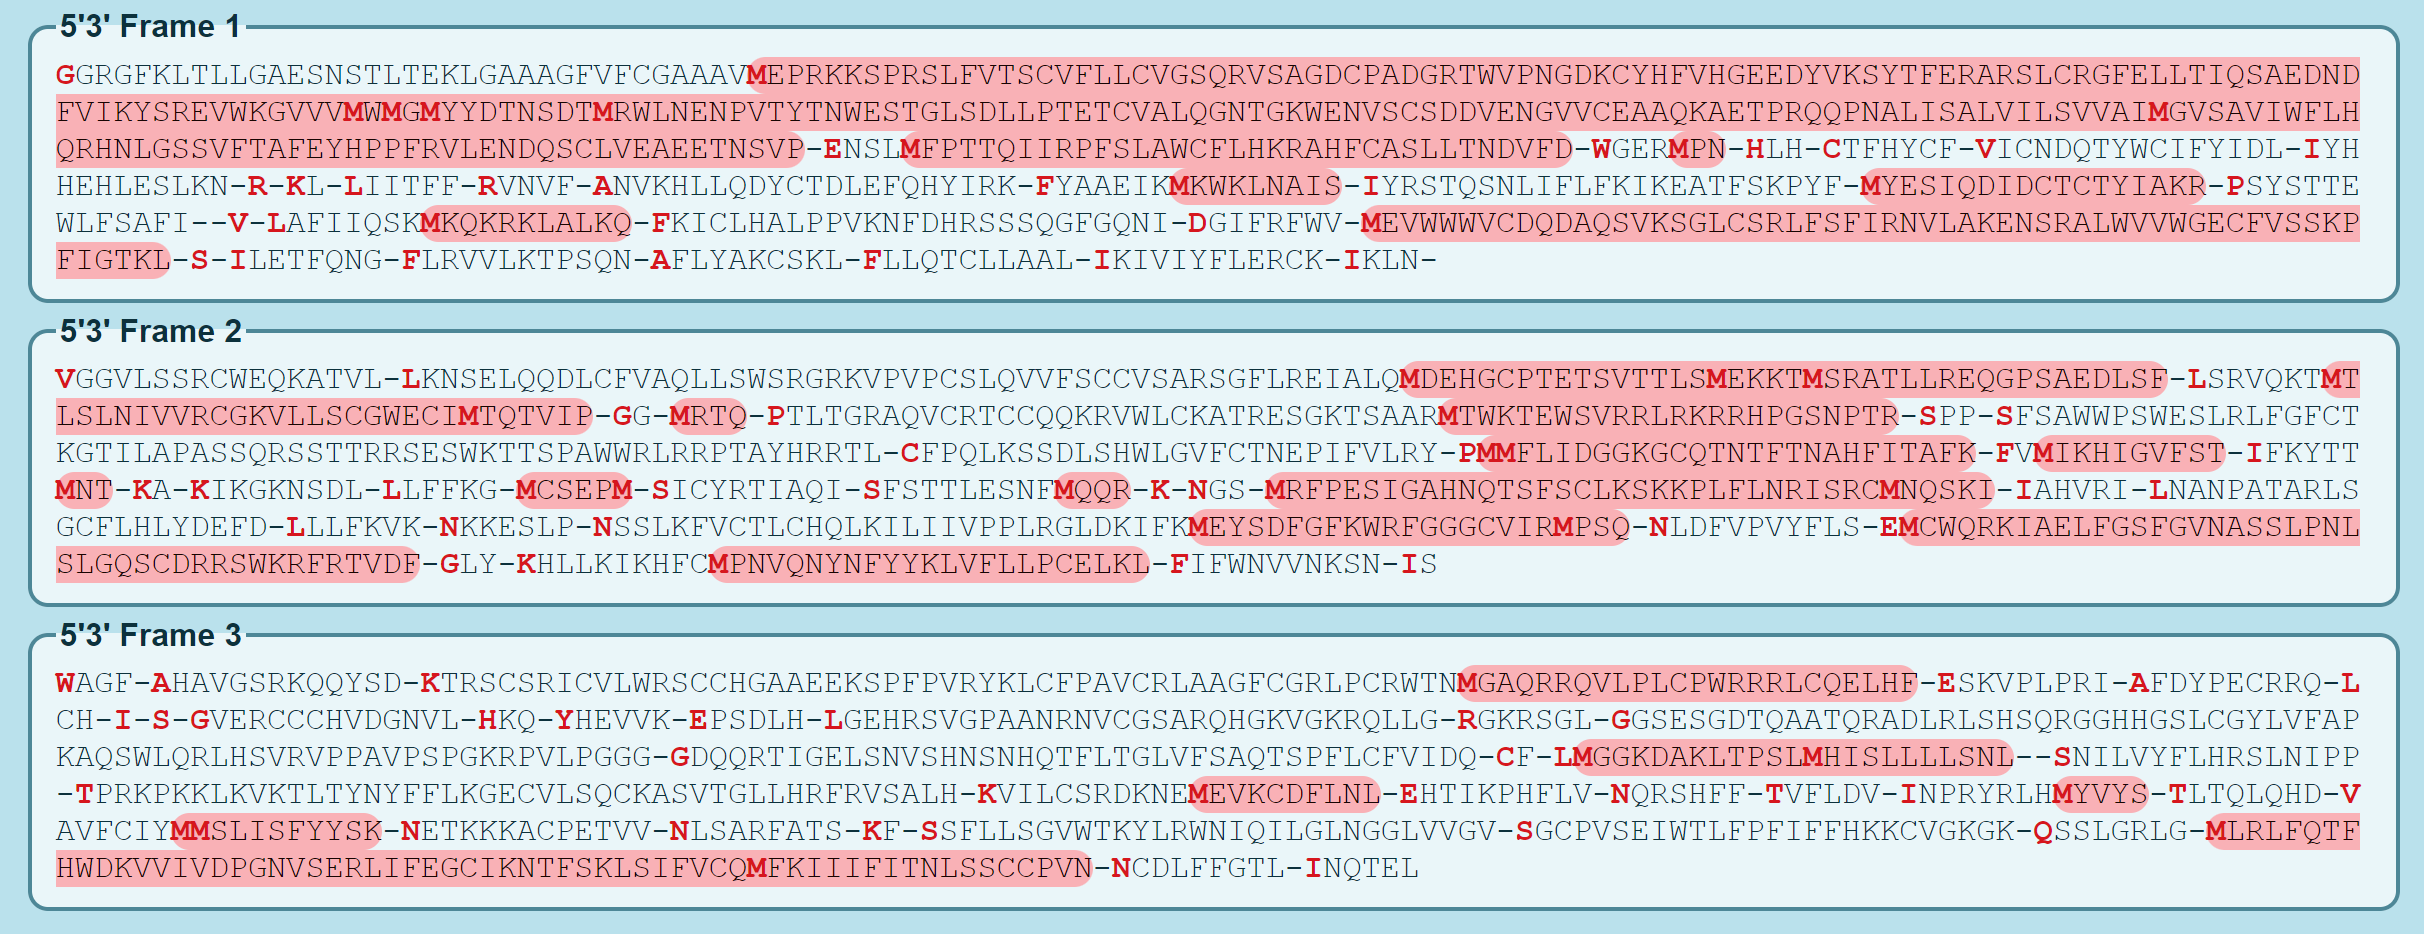 5'3' Frame 1
GGRGFKLTLLGAESNSTLTEKLGAAAGFVFCGAAAVMEPRKKSPRSLFVTSCVFLLCVGSQRVSAGDCPADGRTWVPNGDKCYHFVHGEEDYVKSYTFERARSLCRGFELLTIQSAEDND
FVIKYSREVWKGVVVMWMGMYYDTNSDTMRWLNENPVTYTNWESTGLSDLLPTETCVALQGNTGKWENVSCSDDVENGVVCEAAQKAETPRQQPNALISALVILSVVAIMGVSAVIWFLH
QRHNLGSSVFTAFEYHPPFRVLENDQSCLVEAEETNSVP-ENSLMFPTTQIIRPFSLAWCFLHKRAHFCASLLTNDVFD-WGERMPN-HLH-CTFHYCF-VICNDQTYWCIFYIDL-IYH
HEHLESLKN-R-KL-LIITFF-RVNVF-ANVKHLLQDYCTDLEFQHYIRK-FYAAEIKMKWKLNAIS-IYRSTQSNLIFLFKIKEATFSKPYF-MYESIQDIDCTCTYIAKR-PSYSTTE
WLFSAFI--V-LAFIIQSKMKQKRKLALKQ-FKICLHALPPVKNFDHRSSSQGFGQNI-DGIFRFWV-MEVWWWVCDQDAQSVKSGLCSRLFSFIRNVLAKENSRALWVVWGECFVSSKP
FIGTKL-S-ILETFQNG-FLRVVLKTPSQN-AFLYAKCSKL-FLLQTCLLAAL-IKIVIYFLERCK-IKLN-
5'3' Frame 2
VGGVLSSRCWEQKATVL-LKNSELQQDLCFVAQLLSWSRGRKVPVPCSLQVVFSCCVSARSGFLREIALQMDEHGCPTETSVTTLSMEKKTMSRATLLREQGPSAEDLSF-LSRVQKTMT
LSLNIVVRCGKVLLSCGWECIMTQTVIP-GG-MRTQ-PTLTGRAQVCRTCCQQKRVWLCKATRESGKTSAARMTWKTEWSVRRLRKRRHPGSNPTR-SPP-SFSAWWPSWESLRLFGFCT
KGTILAPASSQRSSTTRRSESWKTTSPAWWRLRRPTAYHRRTL-CFPQLKSSDLSHWLGVFCTNEPIFVLRY-PMMFLIDGGKGCQTNTFTNAHFITAFK-FVMIKHIGVFST-IFKYTT
MNT-KA-KIKGKNSDL-LLFFKG-MCSEPM-SICYRTIAQI-SFSTTLESNFMQQR-K-NGS-MRFPESIGAHNQTSFSCLKSKKPLFLNRISRCMNQSKI-IAHVRI-LNANPATARLS
GCFLHLYDEFD-LLLFKVK-NKKESLP-NSSLKFVCTLCHQLKILIIVPPLRGLDKIFKMEYSDFGFKWRFGGGCVIRMPSQ-NLDFVPVYFLS-EMCWQRKIAELFGSFGVNASSLPNL
SLGQSCDRRSWKRFRTVDF-GLY-KHLLKIKHFCMPNVQNYNFYYKLVFLLPCELKL-FIFWNVVNKSN-IS
5'3' Frame 3
WAGF-AHAVGSRKQQYSD-KTRSCSRICVLWRSCCHGAAEEKSPFPVRYKLCFPAVCRLAAGFCGRLPCRWTNMGAQRRQVLPLCPWRRRLCQELHF-ESKVPLPRI-AFDYPECRRQ-L
CH-I-S-GVERCCCHVDGNVL-HKQ-YHEVVK-EPSDLH-LGEHRSVGPAANRNVCGSARQHGKVGKRQLLG-RGKRSGL-GGSESGDTQAATQRADLRLSHSQRGGHHGSLCGYLVFAP
KAQSWLQRLHSVRVPPAVPSPGKRPVLPGGG-GDQQRTIGELSNVSHNSNHQTFLTGLVFSAQTSPFLCFVIDQ-CF-LMGGKDAKLTPSLMHISLLLLSNL--SNILVYFLHRSLNIPP
-TPRKPKKLKVKTLTYNYFFLKGECVLSQCKASVTGLLHRFRVSALH-KVILCSRDKNEMEVKCDFLNL-EHTIKPHFLV-NQRSHFF-TVFLDV-INPRYRLHMYVYS-TLTQLQHD-V
AVFCIYMMSLISFYYSK-NETKKKACPETVV-NLSARFATS-KF-SSFLLSGVWTKYLRWNIQILGLNGGLVVGV-SGCPVSEIWTLFPFIFFHKKCVGKGK-QSSLGRLG-MLRLFQTF
HWDKVVIVDPGNVSERLIFEGCIKNTFSKLSIFVCQMFKIIIFITNLSSCCPVN-NCDLFFGTL-INQTEL